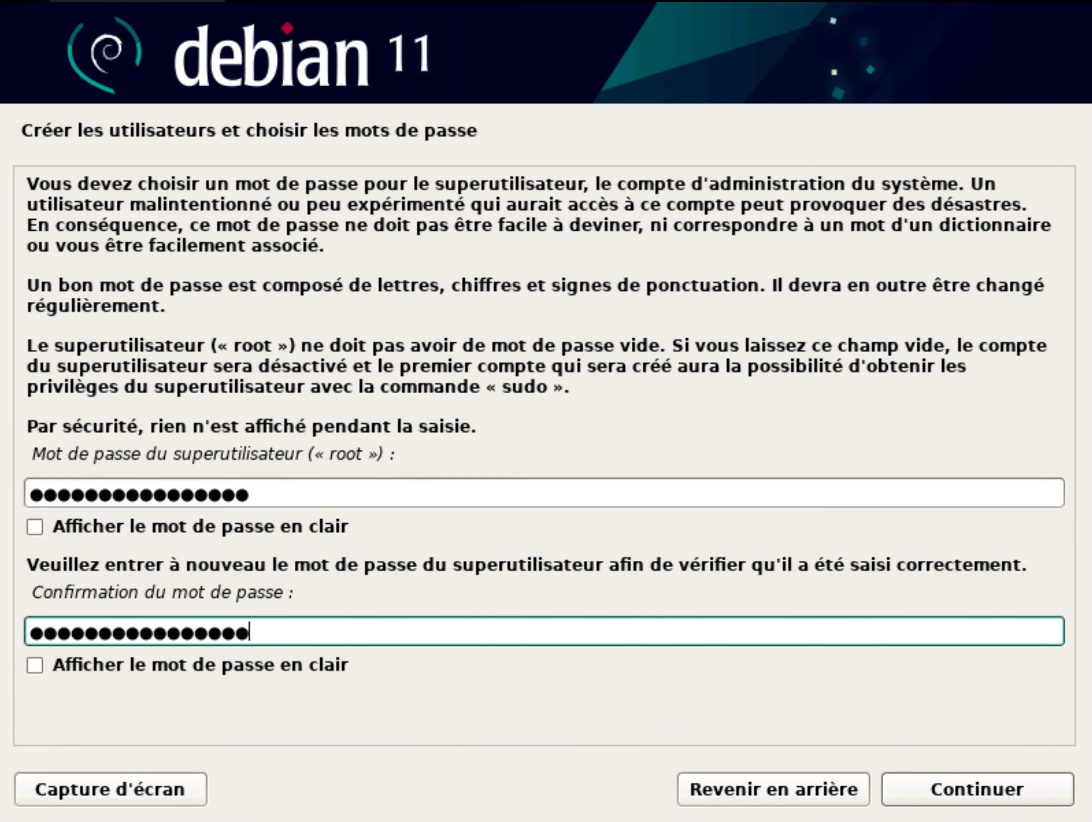 debian 11
Créer les utilisateurs et choisir les mots de passe
Vous devez choisir un mot de passe pour le superutilisateur, le compte d'administration du système. Un
utilisateur malintentionné ou peu expérimenté qui aurait accès à ce compte peut provoquer des désastres.
En conséquence, ce mot de passe ne doit pas être facile à deviner, ni correspondre à un mot d'un dictionnaire
ou vous être facilement associé.
Un bon mot de passe est composé de lettres, chiffres et signes de ponctuation. Il devra en outre être changé
régulièrement.
Le superutilisateur (« root ») ne doit pas avoir de mot de passe vide. Si vous laissez ce champ vide, le compte
du superutilisateur sera désactivé et le premier compte qui sera créé aura la possibilité d'obtenir les
privilèges du superutilisateur avec la commande « sudo ».
Par sécurité, rien n'est affiché pendant la saisie.
Mot de passe du superutilisateur (« root ») :
●●●●●●●●●●●●●●●●
Afficher le mot de passe en clair
Veuillez entrer à nouveau le mot de passe du superutilisateur afin de vérifier qu'il a été saisi correctement.
Confirmation du mot de passe :
●●●●●●●●●●●●●●●●
Afficher le mot de passe en clair
Capture d'écran
Revenir en arrière
Continuer